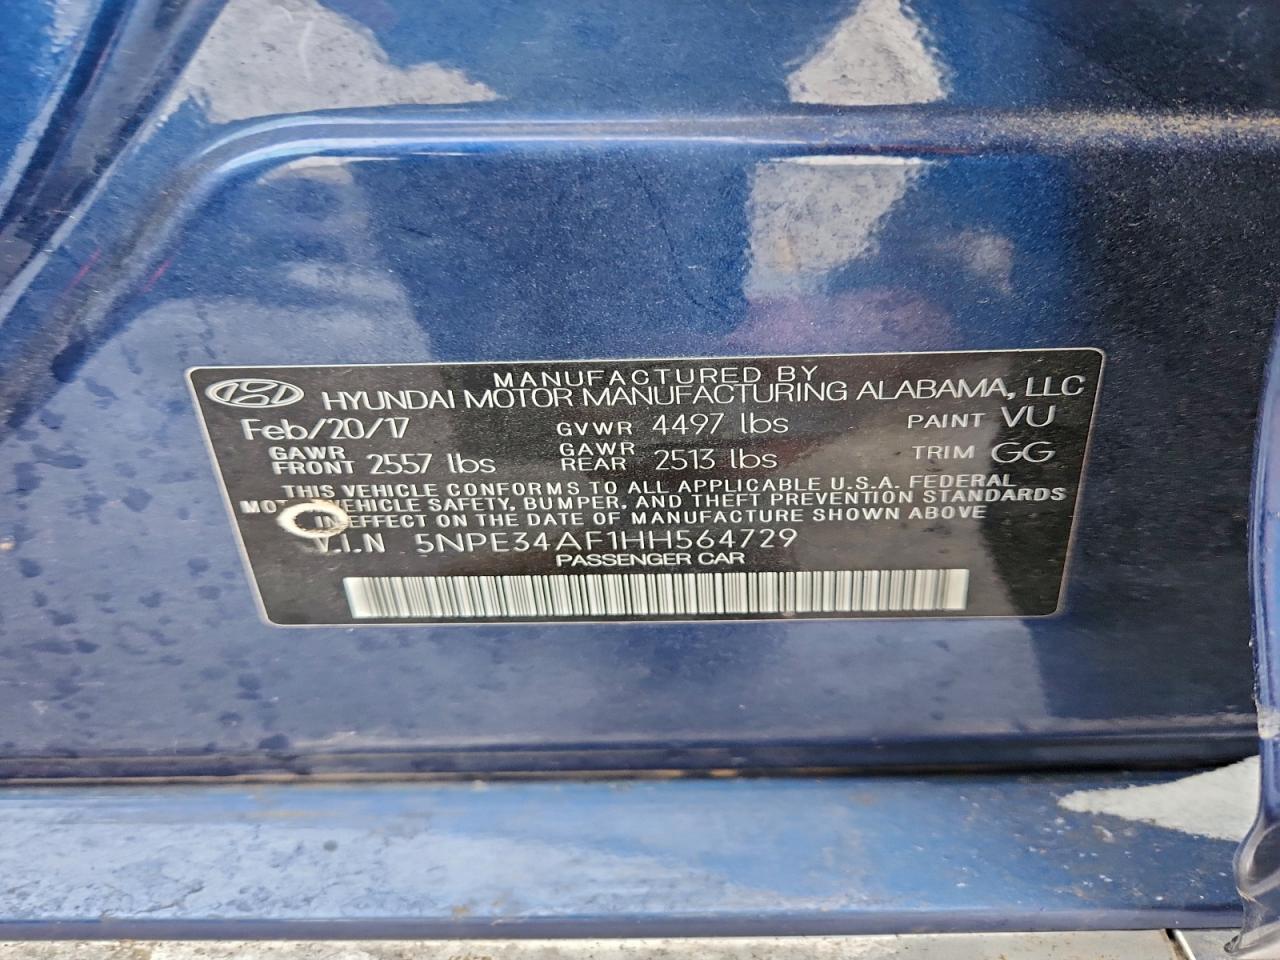 MANUFACTURED BY
HYUNDAI MOTOR MANUFACTURING ALABAMA, LLC
Feb/20/17 GVWR 4497 lbs PAINT VU
GAWR FRONT 2557 lbs GAWR REAR 2513 lbs TRIM GG
THIS VEHICLE CONFORMS TO ALL APPLICABLE U.S.A. FEDERAL
VEHICLE SAFETY, BUMPER, AND THEFT PREVENTION STANDARDS
IN EFFECT ON THE DATE OF MANUFACTURE SHOWN ABOVE
V.I.N 5NPE34AF1HH564729
PASSENGER CAR